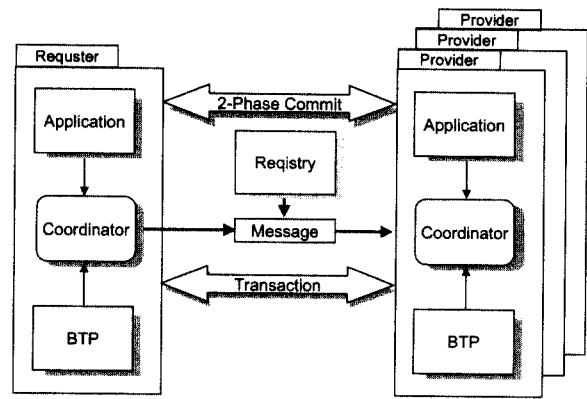 Provider
Provider
Requster
Provider
2-Phase Commit
Application
Application
Reqistry
Coordinator
Message
Coordinator
Transaction
BTP
BTP